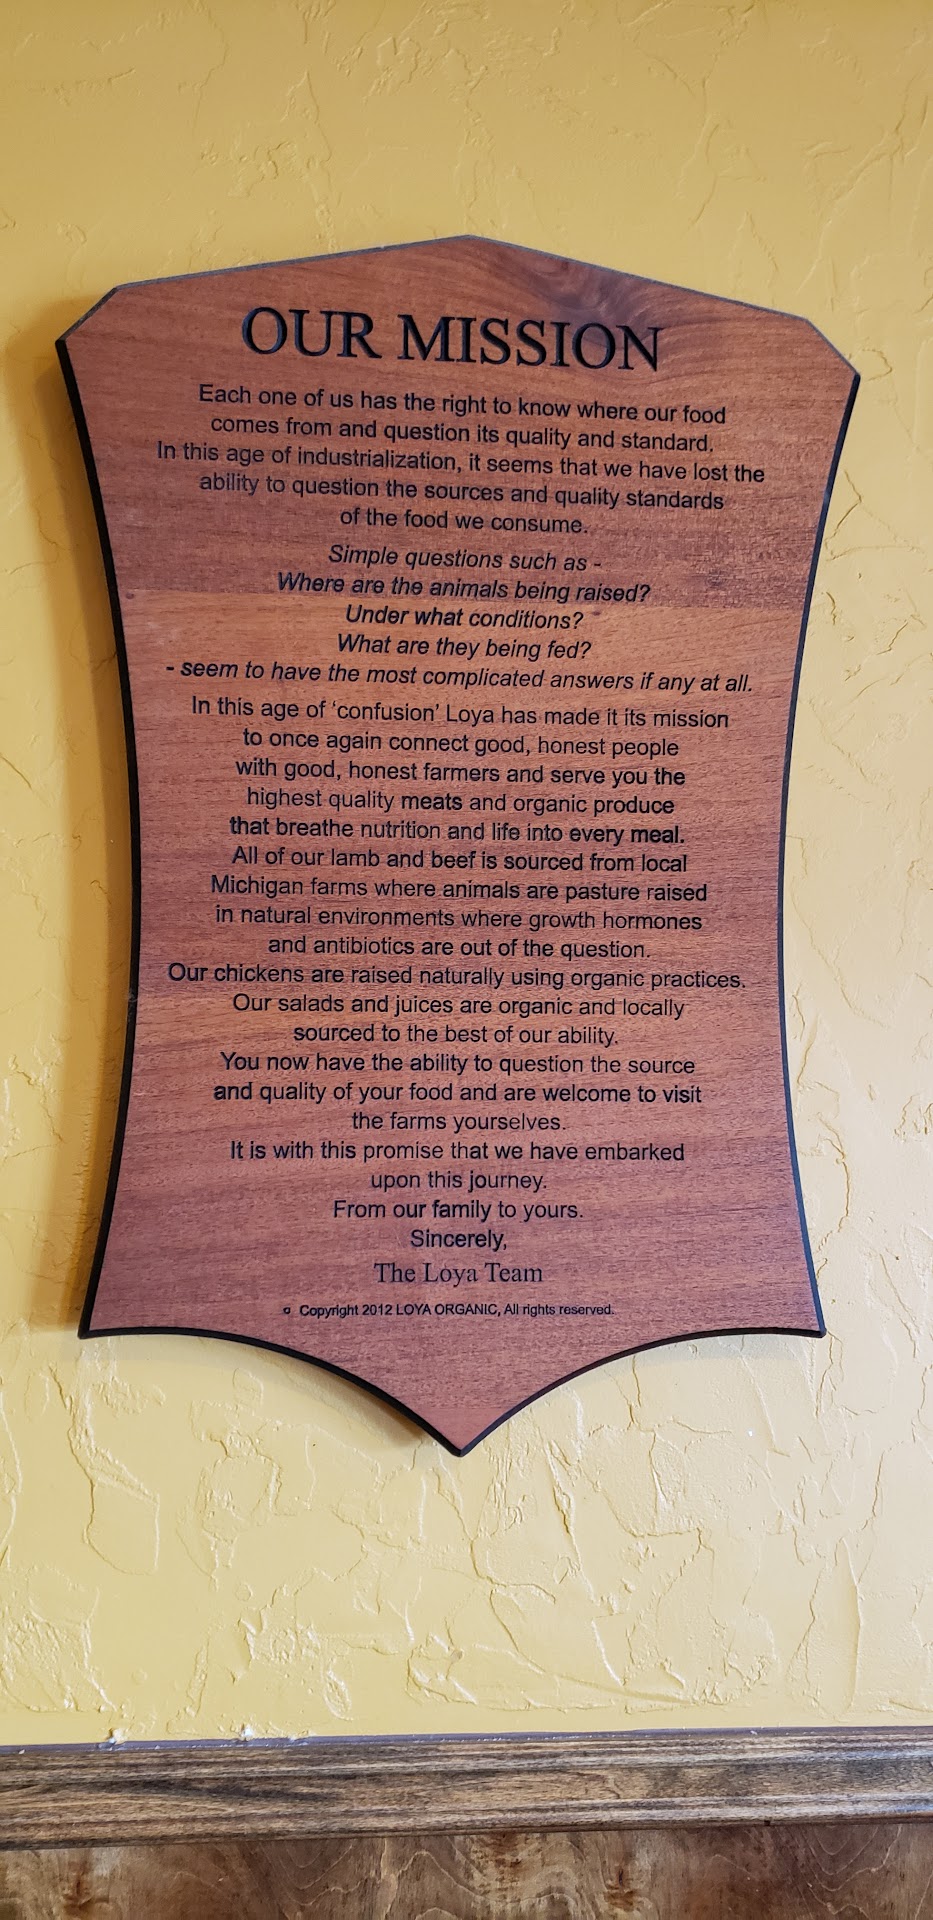 OUR MISSION
Each one of us has the right to know where our food
comes from and question its quality and standard.
In this age of industrialization, it seems that we have lost the
ability to question the sources and quality standards
of the food we consume.
Simple questions such as -
Where are the animals being raised?
Under what conditions?
What are they being fed?
- seem to have the most complicated answers if any at all.
In this age of ‘confusion’ Loya has made it its mission
to once again connect good, honest people
with good, honest farmers and serve you the
highest quality meats and organic produce
that breathe nutrition and life into every meal.
All of our lamb and beef is sourced from local
Michigan farms where animals are pasture raised
in natural environments where growth hormones
and antibiotics are out of the question.
Our chickens are raised naturally using organic practices.
Our salads and juices are organic and locally
sourced to the best of our ability.
You now have the ability to question the source
and quality of your food and are welcome to visit
the farms yourselves.
It is with this promise that we have embarked
upon this journey.
From our family to yours.
Sincerely,
The Loya Team
© Copyright 2012 LOYA ORGANIC, All rights reserved.